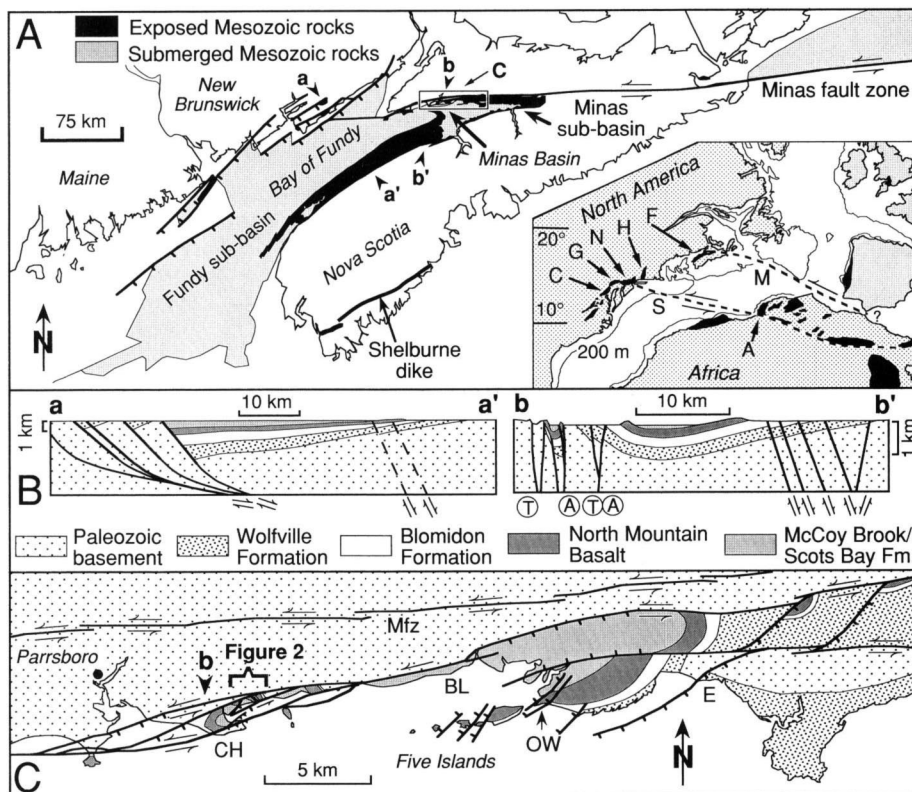 A
Exposed Mesozoic rocks
Submerged Mesozoic rocks
New
Brunswick
a
b
C
75 km
Minas fault zone
Minas
sub-basin
Minas Basin
Bay of Fundy
Maine
a'
b'
Fundy sub-basin
Nova Scotia
N
Shelburne
dike
North America
20°
F
H
N
G
C
M
S
10°
200 m
A
Africa
?
a
10 km
a'
b
10 km
b'
1 km
1 km
B
T
A
T
A
Paleozoic
basement
Wolfville
Formation
Blomidon
Formation
North Mountain
Basalt
McCoy Brook/
Scots Bay Fm
Mfz
Parrsboro
b
Figure 2
BL
E
CH
OW
Five Islands
N
5 km
C